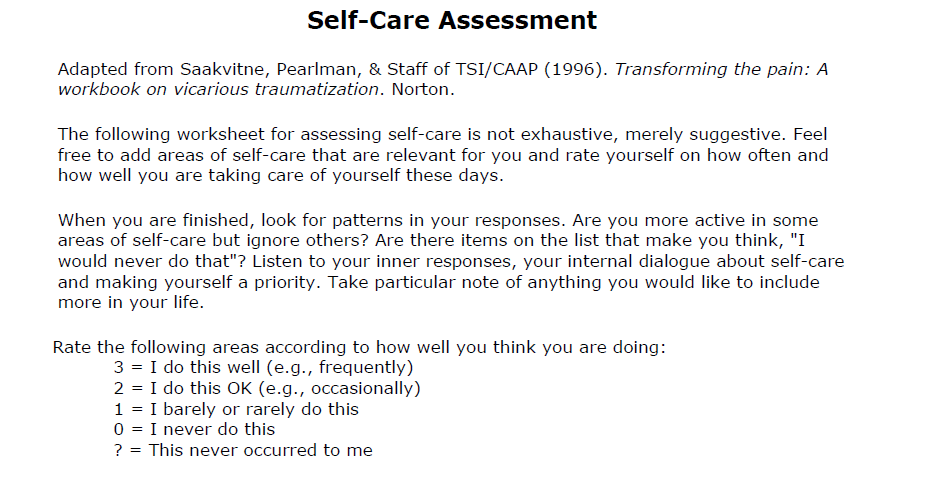 Self-Care Assessment
Adapted from Saakvitne, Pearlman, & Staff of TSI/CAAP (1996). Transforming the pain: A
workbook on vicarious traumatization. Norton.
The following worksheet for assessing self-care is not exhaustive, merely suggestive. Feel
free to add areas of self-care that are relevant for you and rate yourself on how often and
how well you are taking care of yourself these days.
When you are finished, look for patterns in your responses. Are you more active in some
areas of self-care but ignore others? Are there items on the list that make you think, "I
would never do that"? Listen to your inner responses, your internal dialogue about self-care
and making yourself a priority. Take particular note of anything you would like to include
more in your life.
Rate the following areas according to how well you think you are doing:
3 = I do this well (e.g., frequently)
2 = I do this OK (e.g., occasionally)
1 = I barely or rarely do this
0 = I never do this
? = This never occurred to me